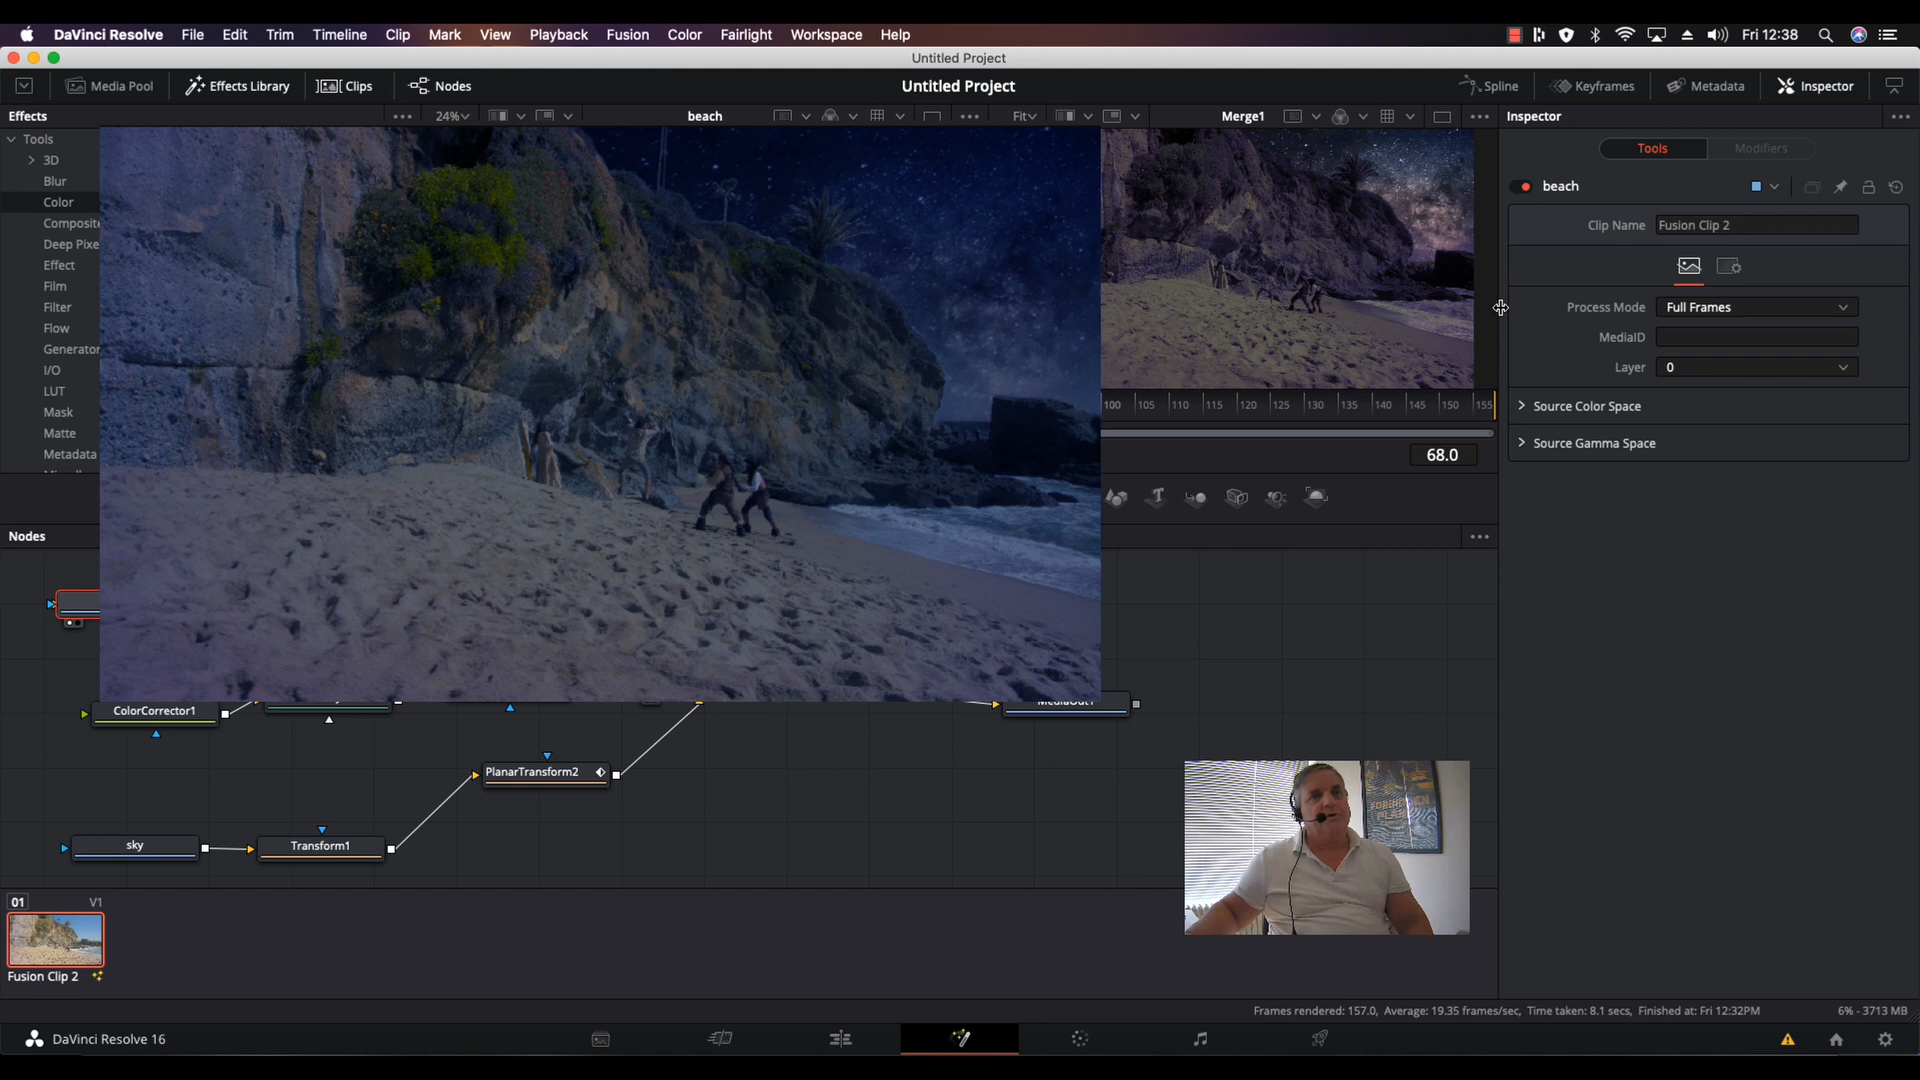 DaVinci Resolve File Edit Trim Timeline Clip Mark View Playback Fusion Color Fairlight Workspace Help Fri 12:38
Untitled Project
Media Pool Effects Library Clips Nodes Untitled Project Spline Keyframes Metadata Inspector
Effects 24% beach Fit Merge1 Inspector
Tools
3D
Blur
Color
Composite
Deep Pixe
Effect
Film
Filter
Flow
Generator
I/O
LUT
Mask
Matte
Metadata
Tools Modifiers
beach
Clip Name Fusion Clip 2
Process Mode Full Frames
MediaID
Layer 0
Source Color Space
Source Gamma Space
100 105 110 115 120 125 130 135 140 145 150 155
68.0
Nodes
ColorCorrector1
MediaOut1
PlanarTransform2
sky
Transform1
FORBIDDEN
PLANET
01 V1
Fusion Clip 2
Frames rendered: 157.0, Average: 19.35 frames/sec, Time taken: 8.1 secs, Finished at: Fri 12:32PM 6% - 3713 MB
DaVinci Resolve 16